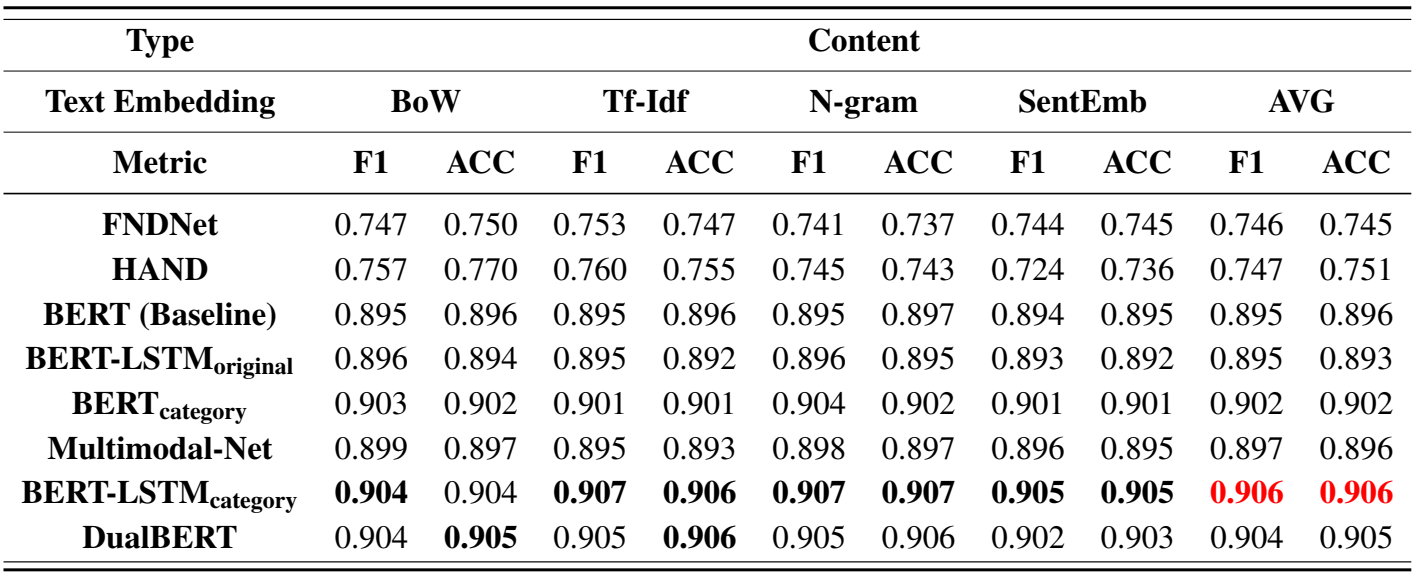 Type Content
Text Embedding BoW Tf-Idf N-gram SentEmb AVG
Metric F1 ACC F1 ACC F1 ACC F1 ACC F1 ACC
FNDNet 0.747 0.750 0.753 0.747 0.741 0.737 0.744 0.745 0.746 0.745
HAND 0.757 0.770 0.760 0.755 0.745 0.743 0.724 0.736 0.747 0.751
BERT (Baseline) 0.895 0.896 0.895 0.896 0.895 0.897 0.894 0.895 0.895 0.896
BERT-LSTMoriginal 0.896 0.894 0.895 0.892 0.896 0.895 0.893 0.892 0.895 0.893
BERTcategory 0.903 0.902 0.901 0.901 0.904 0.902 0.901 0.901 0.902 0.902
Multimodal-Net 0.899 0.897 0.895 0.893 0.898 0.897 0.896 0.895 0.897 0.896
BERT-LSTMcategory 0.904 0.904 0.907 0.906 0.907 0.907 0.905 0.905 0.906 0.906
DualBERT 0.904 0.905 0.905 0.906 0.905 0.906 0.902 0.903 0.904 0.905